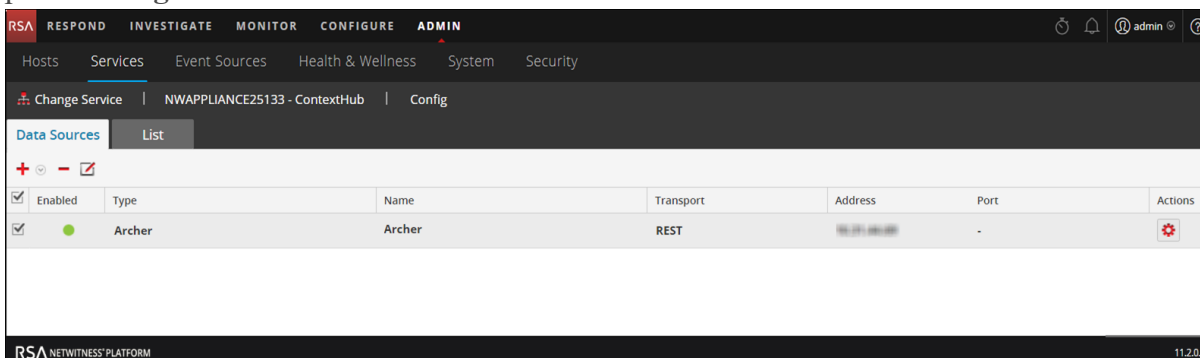 RSA RESPOND INVESTIGATE MONITOR CONFIGURE ADMIN admin
Hosts Services Event Sources Health & Wellness System Security
Change Service | NWAPPLIANCE25133 - ContextHub | Config
Data Sources List
Enabled Type Name Transport Address Port Actions
Archer Archer REST -
RSA NETWITNESS® PLATFORM 11.2.0.